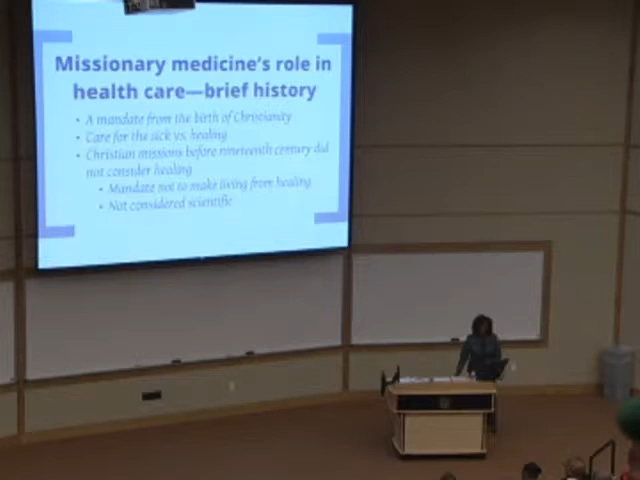 Missionary medicine's role in
health care—brief history
• A mandate from the birth of Christianity
• Care for the sick vs. healing
• Christian missions before nineteenth century did
not consider healing
• Mandate not to make living from healing
• Not considered scientific